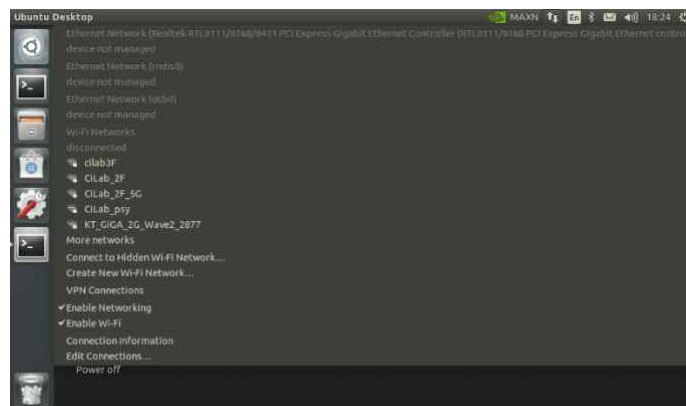 Ubuntu Desktop MAXN En 18:24
Ethernet Network (Realtek RTL8111/8168/8411 PCI Express Gigabit Ethernet Controller (RTL8111/8168 PCI Express Gigabit Ethernet contro
device not managed
Ethernet Network (rndis0)
device not managed
Ethernet Network (usb0)
device not managed
Wi-Fi Networks
disconnected
cilab3F
CiLab_2F
CiLab_2F_5G
CiLab_psy
KT_GiGA_2G_Wave2_2877
More networks
Connect to Hidden Wi-Fi Network...
Create New Wi-Fi Network...
VPN Connections
Enable Networking
Enable Wi-Fi
Connection Information
Edit Connections...
Power off